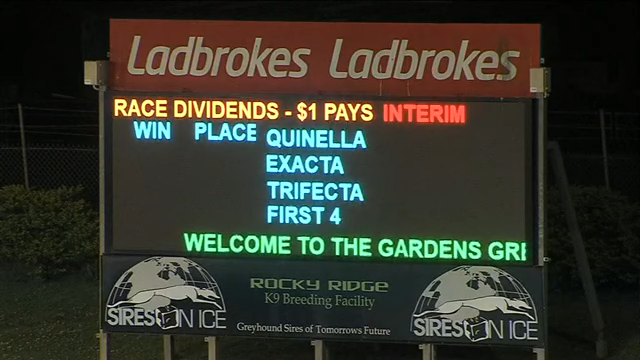 Ladbrokes Ladbrokes
RACE DIVIDENDS - $1 PAYS INTERIM
WIN PLACE QUINELLA
EXACTA
TRIFECTA
FIRST 4
WELCOME TO THE GARDENS GRE
ROCKY RIDGE
K9 Breeding Facility
SIRES ON ICE
Greyhound Sires of Tomorrows Future
SIRES ON ICE